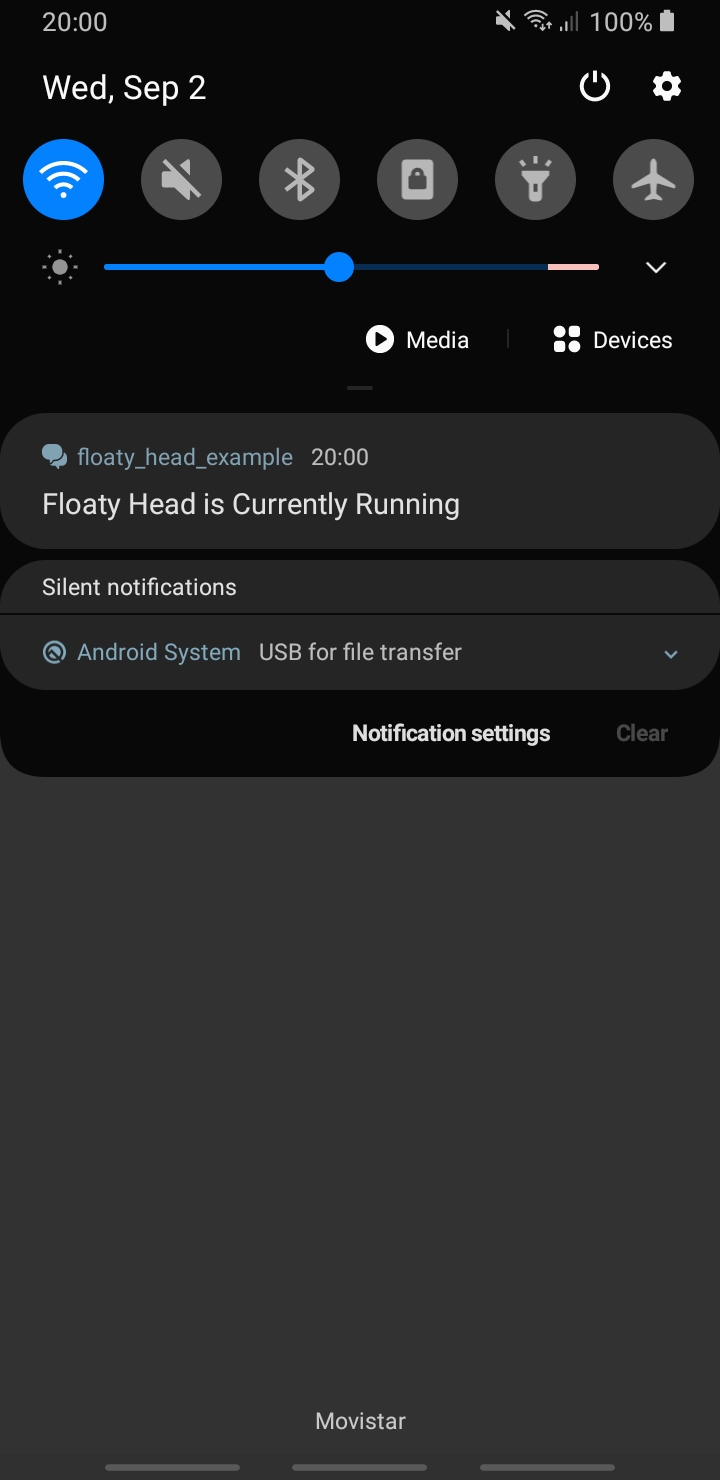 20:00 100%
Wed, Sep 2
Media Devices
floaty_head_example 20:00
Floaty Head is Currently Running
Silent notifications
Android System USB for file transfer
Notification settings Clear
Movistar